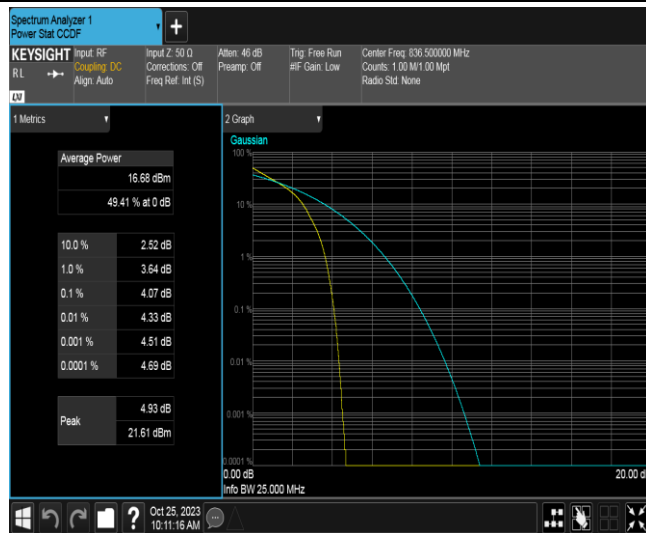 Spectrum Analyzer 1
Power Stat CCDF
KEYSIGHT
RL
Input: RF
Coupling: DC
Align: Auto
Input Z: 50 Ω
Corrections: Off
Freq Ref: Int (S)
Atten: 46 dB
Preamp: Off
Trig: Free Run
#IF Gain: Low
Center Freq: 836.500000 MHz
Counts: 1.00 M/1.00 Mpt
Radio Std: None
1 Metrics
Average Power
16.68 dBm
49.41 % at 0 dB
10.0 % 2.52 dB
1.0 % 3.64 dB
0.1 % 4.07 dB
0.01 % 4.33 dB
0.001 % 4.51 dB
0.0001 % 4.69 dB
Peak
4.93 dB
21.61 dBm
2 Graph
Gaussian
100 %
10 %
1 %
0.1 %
0.01 %
0.001 %
0.0001 %
0.00 dB
20.00 d
Info BW 25.000 MHz
Oct 25, 2023
10:11:16 AM